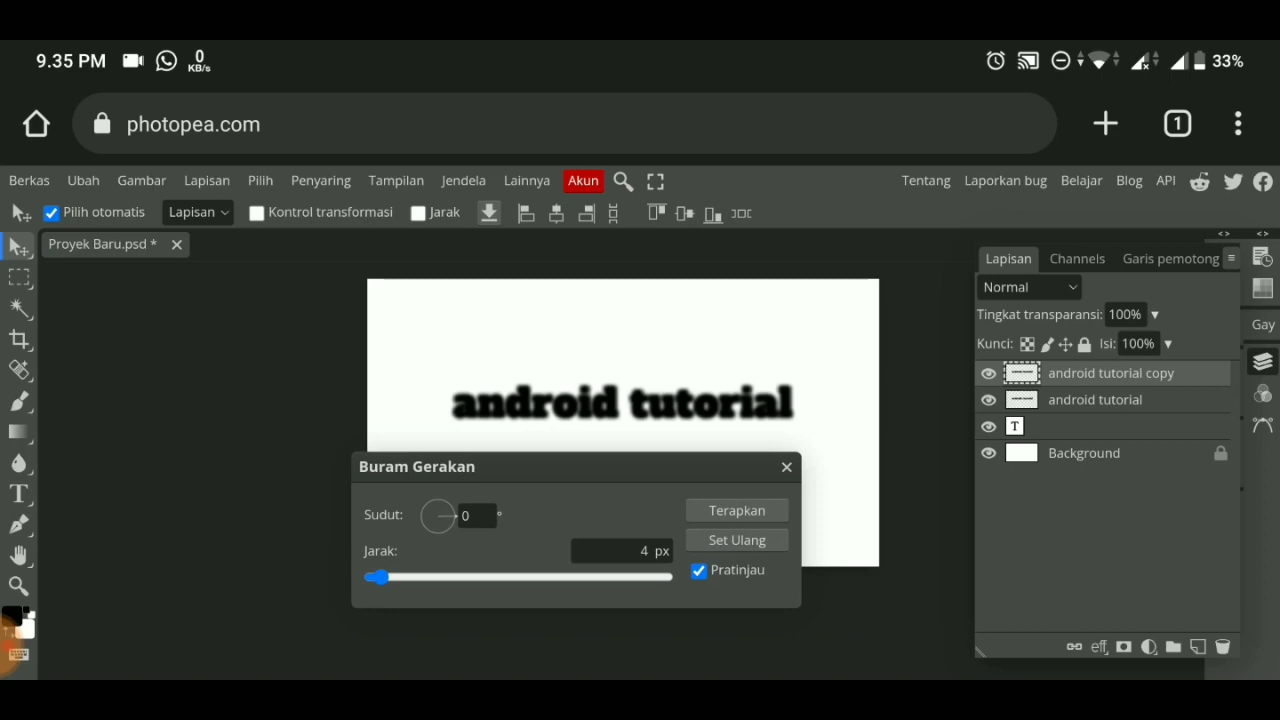 9.35 PM 0 KB/s 33%
photopea.com 1
Berkas Ubah Gambar Lapisan Pilih Penyaring Tampilan Jendela Lainnya Akun Tentang Laporkan bug Belajar Blog API
Pilih otomatis Lapisan Kontrol transformasi Jarak
Proyek Baru.psd *
Lapisan Channels Garis pemotong
Normal
Tingkat transparansi: 100%
Kunci: Isi: 100%
Gay
android tutorial copy
android tutorial
T
Background
android tutorial
Buram Gerakan
Sudut: 0 °
Terapkan
Jarak: 4 px
Set Ulang
Pratinjau
eff